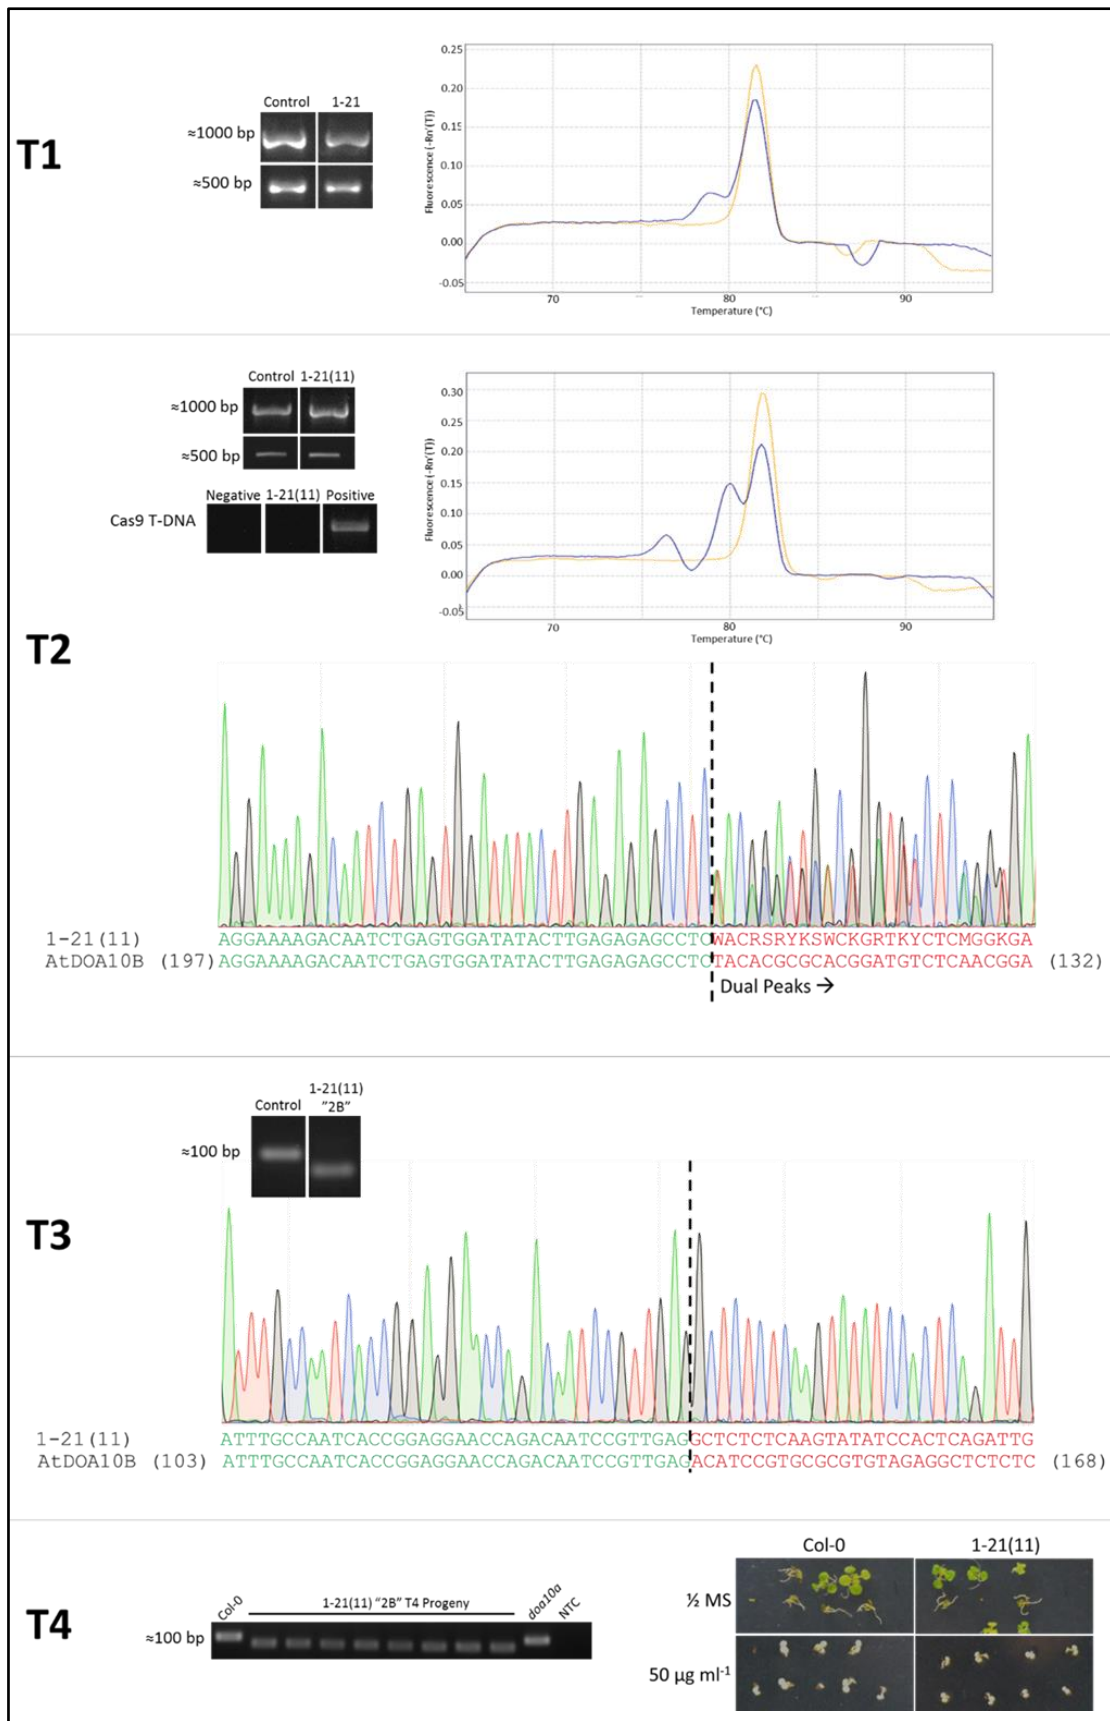 T1
Control 1-21
≈1000 bp
≈500 bp
Fluorescence (-Rn'(T))
0.25
0.20
0.15
0.10
0.05
0.00
-0.05
70 80 90
Temperature (°C)
T2
Control 1-21(11)
≈1000 bp
≈500 bp
Negative 1-21(11) Positive
Cas9 T-DNA
Fluorescence (-Rn'(T))
0.30
0.25
0.20
0.15
0.10
0.05
0.00
-0.05
70 80 90
Temperature (°C)
1-21(11) AGGAAAAGACAATCTGAGTGGATATACTTGAGAGAGCCTCWACRSRYKSWCKGRTKYCTCMGGKGA
AtDOA10B (197) AGGAAAAGACAATCTGAGTGGATATACTTGAGAGAGCCTCTACACGCGCACGGATGTCTCAACGGA (132)
Dual Peaks →
T3
Control 1-21(11) "2B"
≈100 bp
1-21(11) ATTTGCCAATCACCGGAGGAACCAGACAATCCGTTGAGGCTCTCTCAAGTATATCCACTCAGATTG
AtDOA10B (103) ATTTGCCAATCACCGGAGGAACCAGACAATCCGTTGAGACATCCGTGCGCGTGTAGAGGCTCTCTC (168)
T4
Col-0 1-21(11) "2B" T4 Progeny doa10a NTC
≈100 bp
Col-0 1-21(11)
½ MS
50 µg ml⁻¹